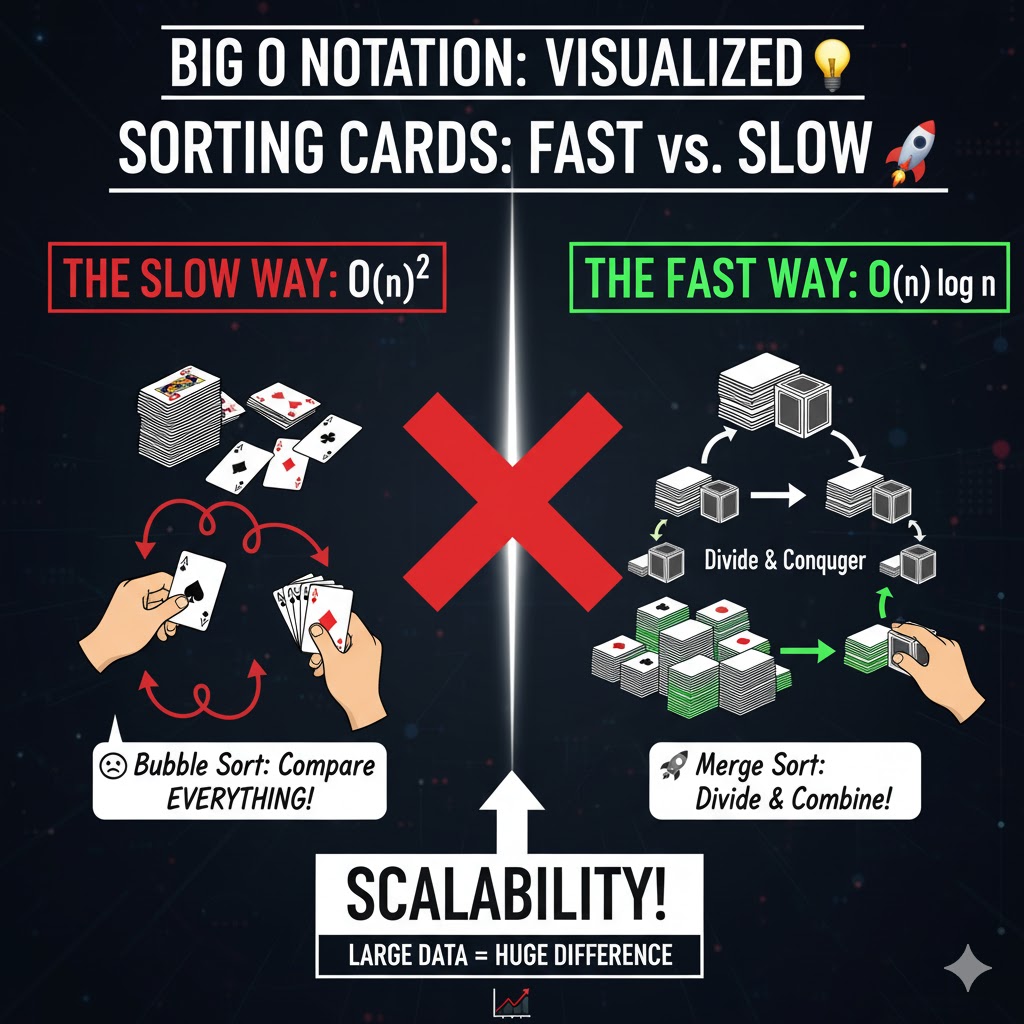 BIG O NOTATION: VISUALIZED💡
SORTING CARDS: FAST vs. SLOW🚀
THE SLOW WAY: O(n)²
THE FAST WAY: O(n) log n
Divide & Conquger
☹ Bubble Sort: Compare
EVERYTHING!
🚀 Merge Sort:
Divide & Combine!
SCALABILITY!
LARGE DATA = HUGE DIFFERENCE